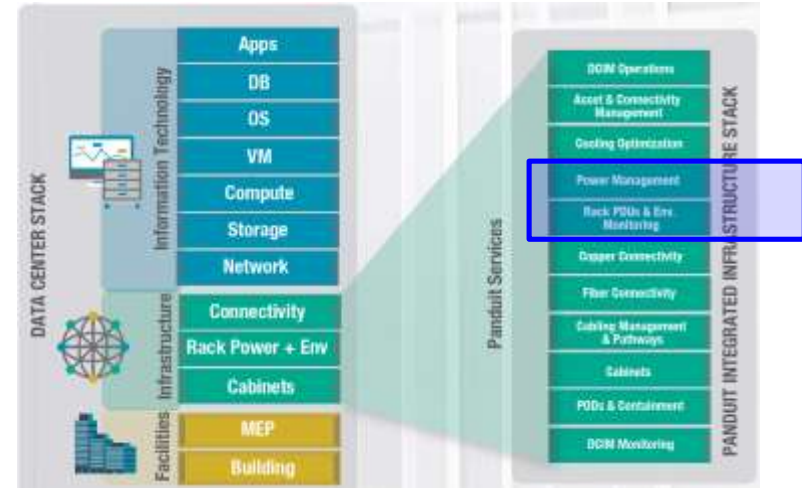 DATA CENTER STACK
Information Technology
Apps
DB
OS
VM
Compute
Storage
Network
Infrastructure
Connectivity
Rack Power + Env
Cabinets
Facilities
MEP
Building
Panduit Services
DCIM Operations
Asset & Connectivity
Management
Cooling Optimization
Power Management
Rack PDUs & Env.
Monitoring
Copper Connectivity
Fiber Connectivity
Cabling Management
& Pathways
Cabinets
PODs & Containment
DCIM Monitoring
PANDUIT INTEGRATED INFRASTRUCTURE STACK